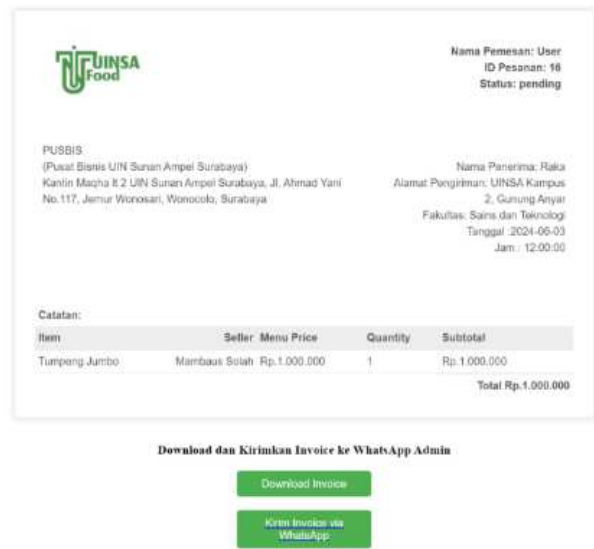 UINSA
Food
Nama Pemesan: User
ID Pesanan: 16
Status: pending
PUSBIS
(Pusat Bisnis UIN Sunan Ampel Surabaya)
Kantin Maqha lt 2 UIN Sunan Ampel Surabaya, Jl. Ahmad Yani
No.117, Jemur Wonosari, Wonocolo, Surabaya
Nama Penerima: Raka
Alamat Pengiriman: UINSA Kampus
2, Gunung Anyar
Fakultas: Sains dan Teknologi
Tanggal :2024-06-03
Jam : 12:00:00
Catatan:
Item Seller Menu Price Quantity Subtotal
Tumpeng Jumbo Mambaus Solah Rp.1.000.000 1 Rp.1.000.000
Total Rp.1.000.000
Download dan Kirimkan Invoice ke WhatsApp Admin
Download Invoice
Kirim Invoice via
WhatsApp